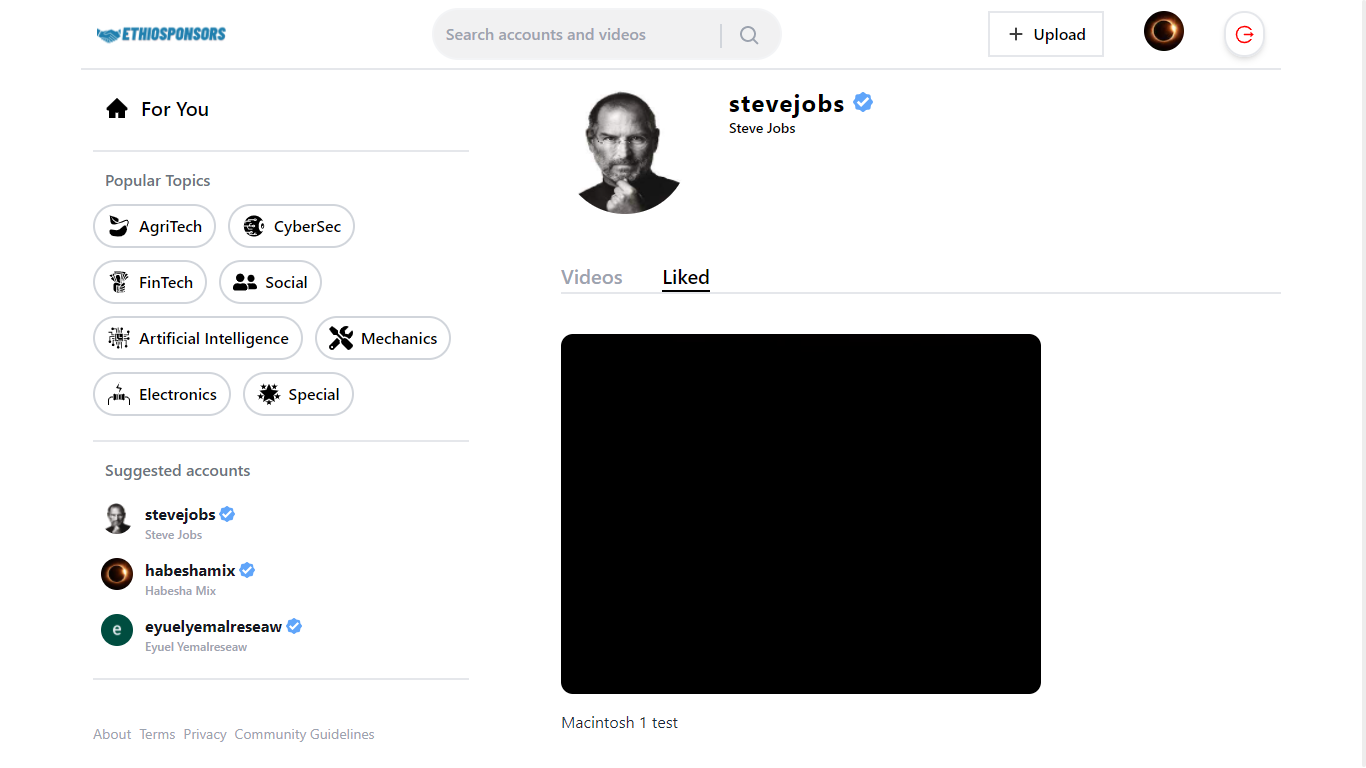 ETHIOSPONSORS
Search accounts and videos
Upload
For You
Popular Topics
AgriTech
CyberSec
FinTech
Social
Artificial Intelligence
Mechanics
Electronics
Special
Suggested accounts
stevejobs
Steve Jobs
habeshamix
Habesha Mix
e
eyuelyemalreseaw
Eyuel Yemalreseaw
About Terms Privacy Community Guidelines
stevejobs
Steve Jobs
Videos Liked
Macintosh 1 test